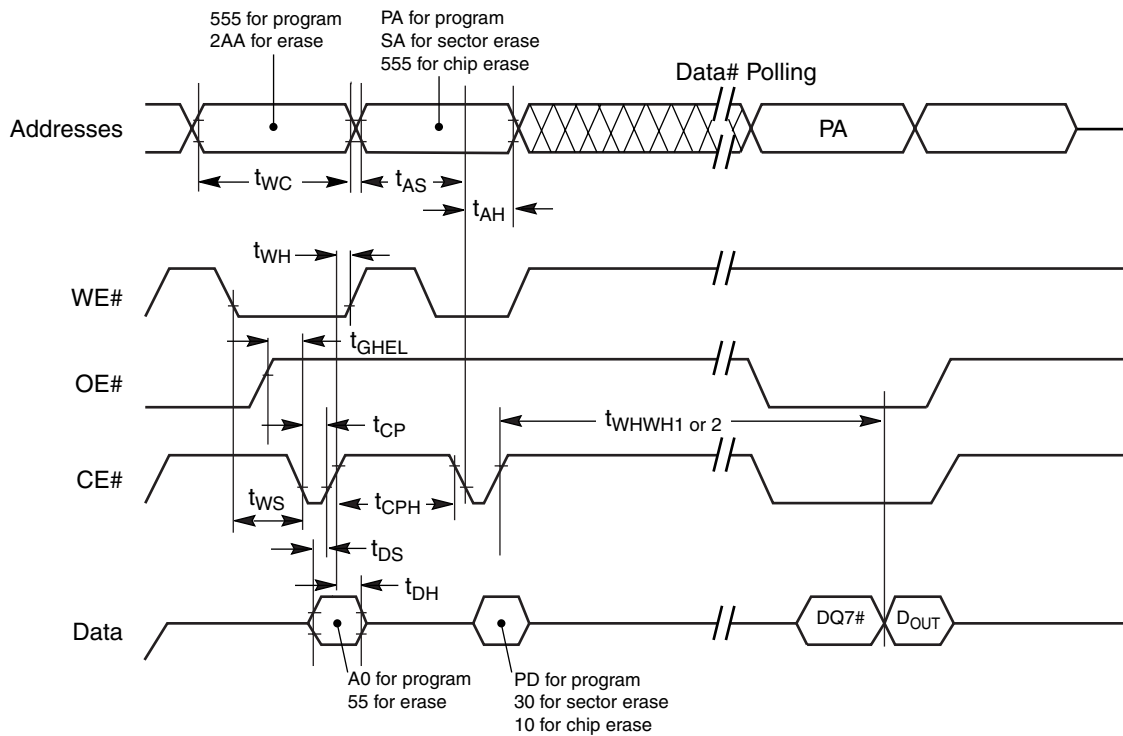 555 for program
2AA for erase
PA for program
SA for sector erase
555 for chip erase
Data# Polling
Addresses
PA
tWC
tAS
tAH
tWH
WE#
tGHEL
OE#
tWHWH1 or 2
tCP
CE#
tWS
tCPH
tDS
tDH
Data
DQ7#
DOUT
A0 for program
55 for erase
PD for program
30 for sector erase
10 for chip erase